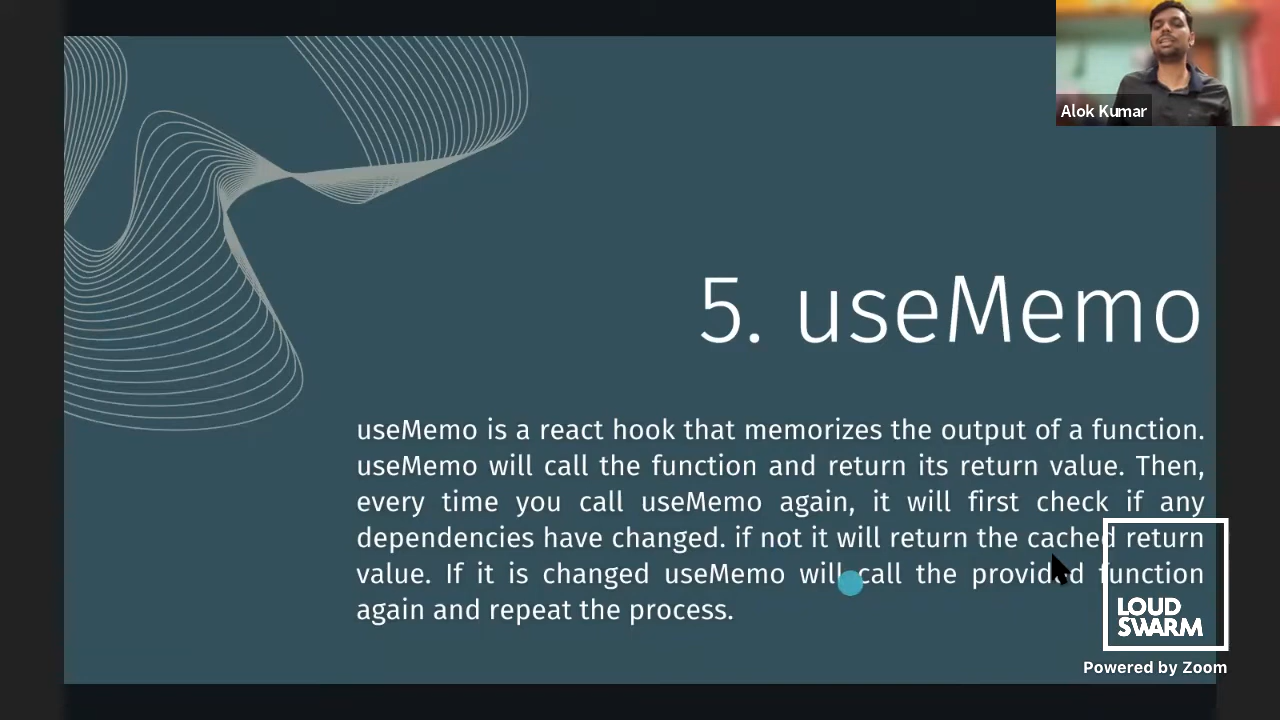 Alok Kumar
5. useMemo
useMemo is a react hook that memorizes the output of a function.
useMemo will call the function and return its return value. Then,
every time you call useMemo again, it will first check if any
dependencies have changed. if not it will return the cached return
value. If it is changed useMemo will call the provided function
again and repeat the process.
LOUD
SWARM
Powered by Zoom